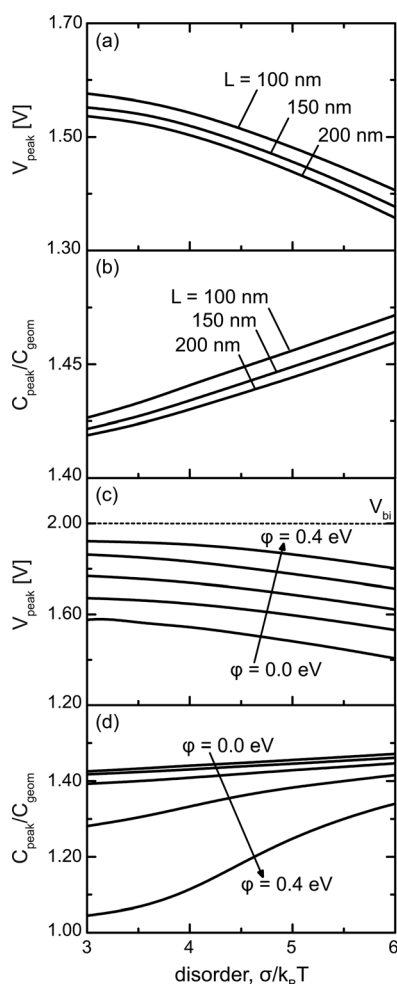 1.70
(a)
L = 100 nm
150 nm
200 nm
1.50
1.30
V_peak [V]
(b)
L = 100 nm
150 nm
200 nm
1.45
1.40
C_peak/C_geom
(c)
V_bi
2.00
φ = 0.4 eV
1.60
φ = 0.0 eV
1.20
V_peak [V]
(d)
φ = 0.0 eV
1.40
1.20
φ = 0.4 eV
1.00
C_peak/C_geom
3 4 5 6
disorder, σ/k_BT